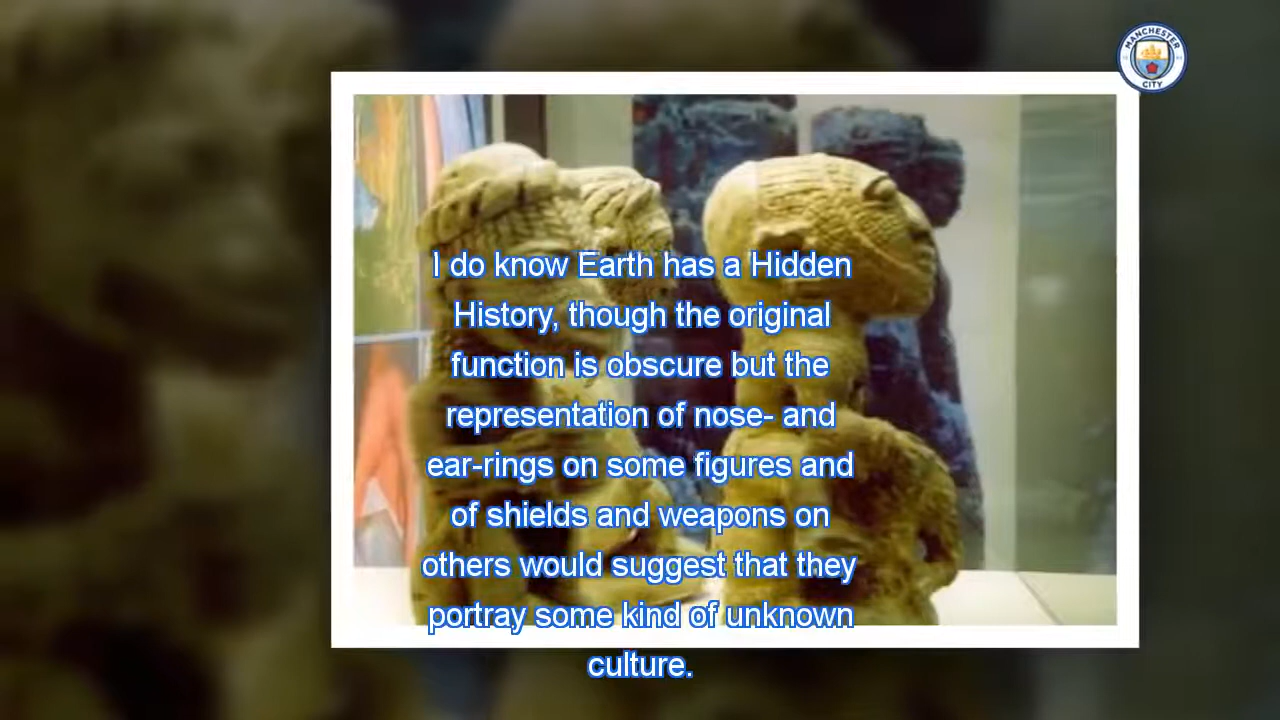 MANCHESTER
CITY
I do know Earth has a Hidden
History, though the original
function is obscure but the
representation of nose- and
ear-rings on some figures and
of shields and weapons on
others would suggest that they
portray some kind of unknown
culture.